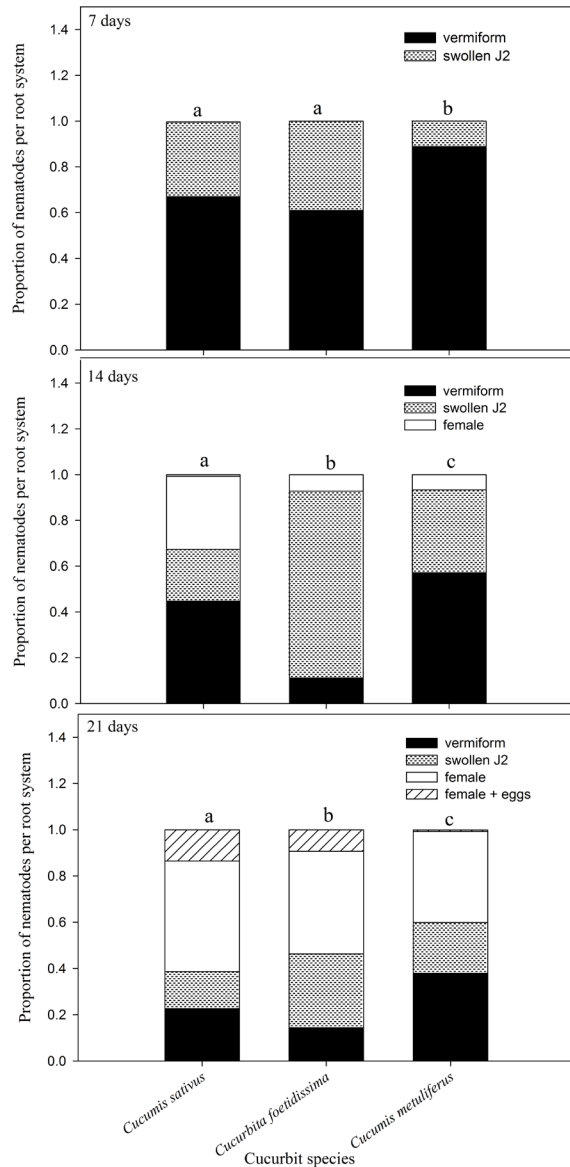 7 days
vermiform
swollen J2
Proportion of nematodes per root system
1.4
1.2
1.0
0.8
0.6
0.4
0.2
0.0
a
a
b
14 days
vermiform
swollen J2
female
Proportion of nematodes per root system
1.4
1.2
1.0
0.8
0.6
0.4
0.2
0.0
a
b
c
21 days
vermiform
swollen J2
female
female + eggs
Proportion of nematodes per root system
1.4
1.2
1.0
0.8
0.6
0.4
0.2
0.0
a
b
c
Cucumis sativus
Cucurbita foetidissima
Cucumis metuliferus
Cucurbit species